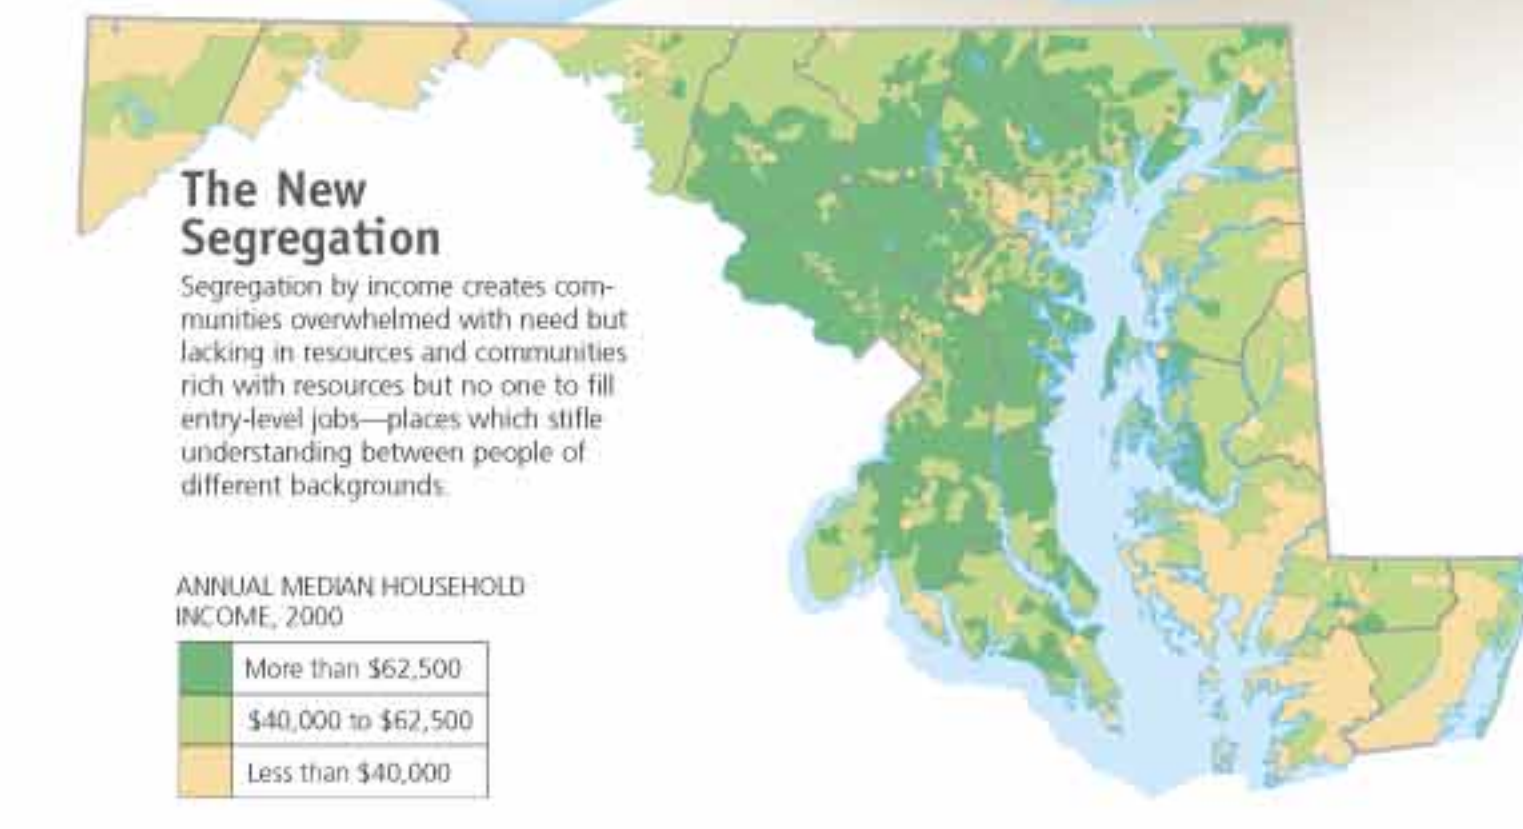 The New
Segregation
Segregation by income creates com-
munities overwhelmed with need but
lacking in resources and communities
rich with resources but no one to fill
entry-level jobs—places which stifle
understanding between people of
different backgrounds.
ANNUAL MEDIAN HOUSEHOLD
INCOME, 2000
More than $62,500
$40,000 to $62,500
Less than $40,000